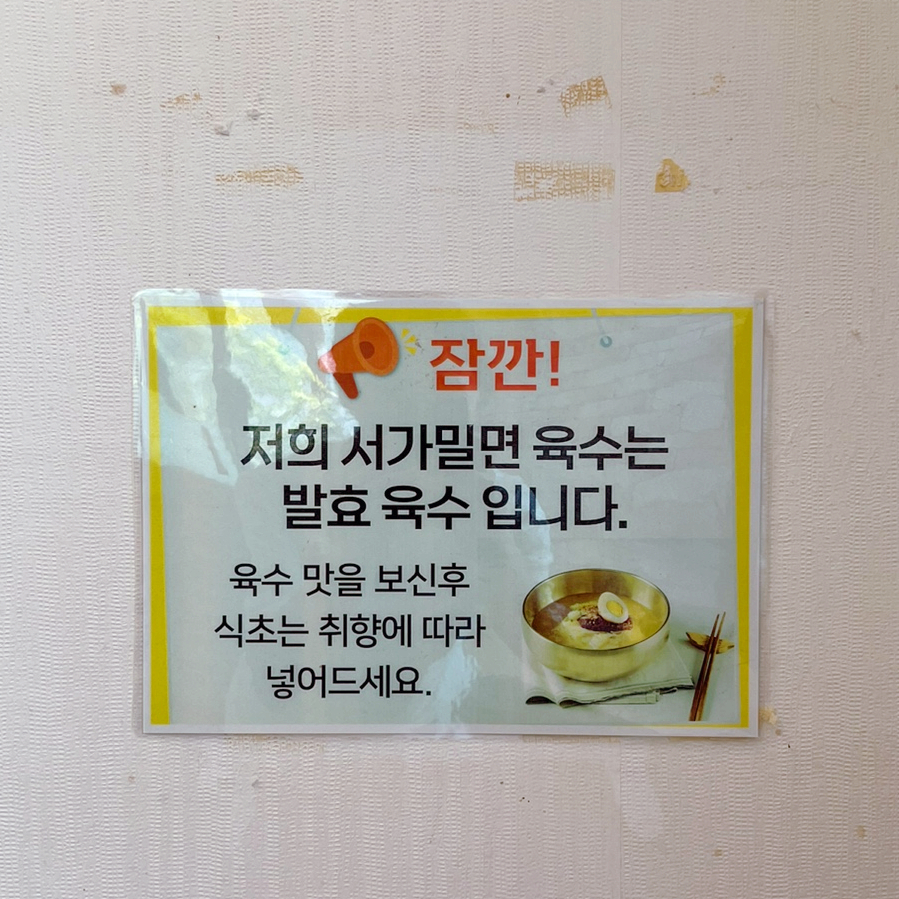 잠깐!
저희 서가밀면 육수는
발효 육수 입니다.
육수 맛을 보신후
식초는 취향에 따라
넣어드세요.